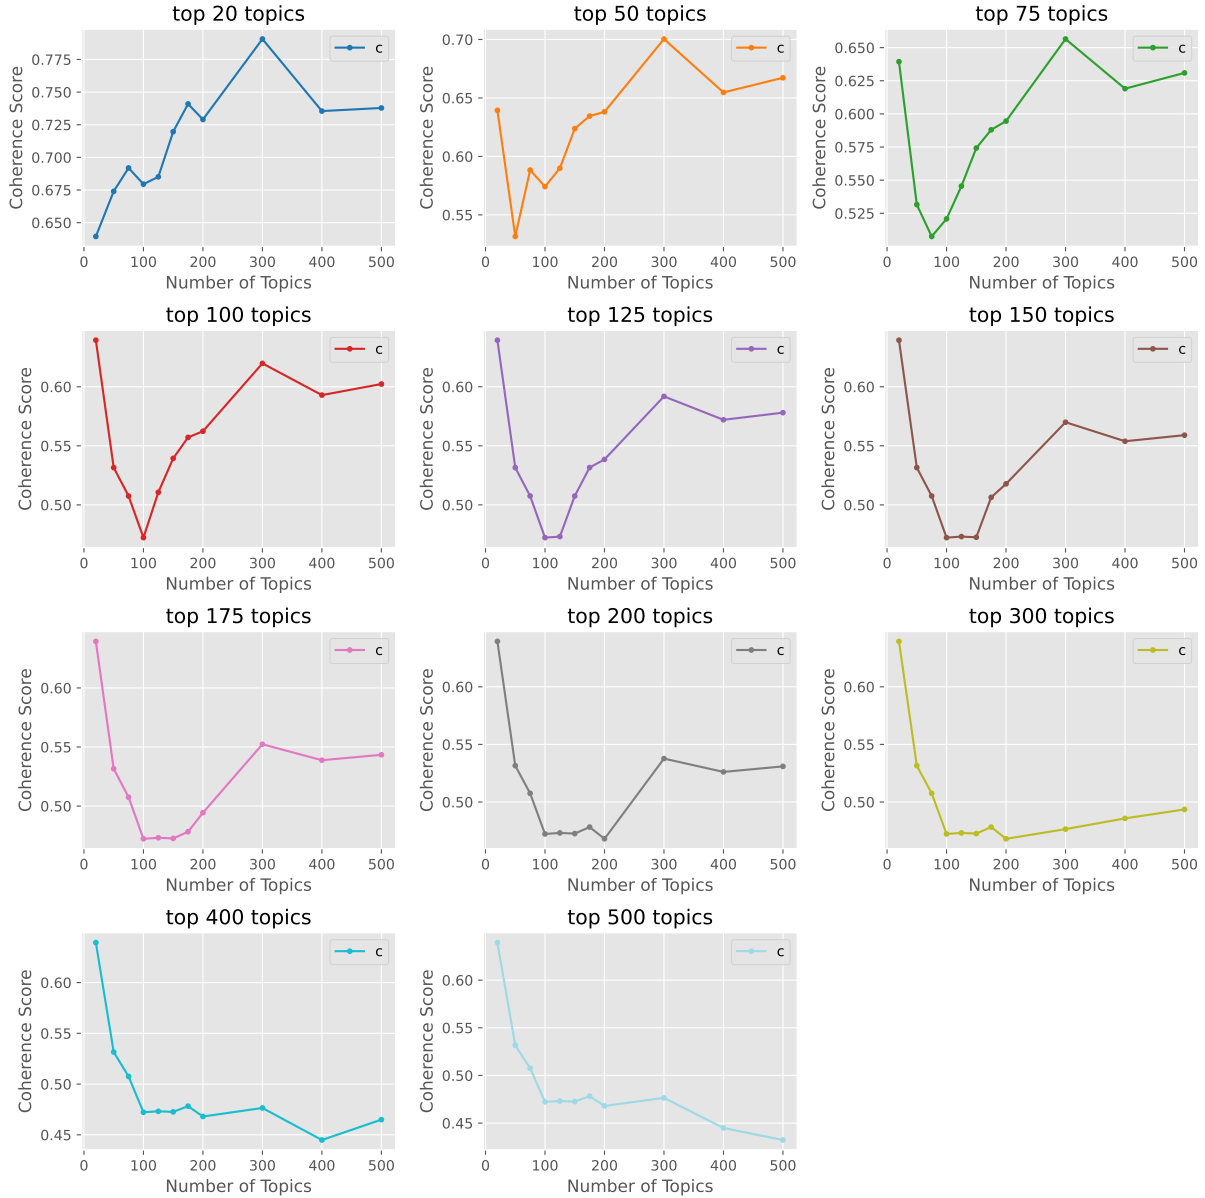 top 20 topics
c
Coherence Score
0.775
0.750
0.725
0.700
0.675
0.650
0 100 200 300 400 500
Number of Topics
top 50 topics
c
Coherence Score
0.70
0.65
0.60
0.55
0 100 200 300 400 500
Number of Topics
top 75 topics
c
Coherence Score
0.650
0.625
0.600
0.575
0.550
0.525
0 100 200 300 400 500
Number of Topics
top 100 topics
c
Coherence Score
0.60
0.55
0.50
0 100 200 300 400 500
Number of Topics
top 125 topics
c
Coherence Score
0.60
0.55
0.50
0 100 200 300 400 500
Number of Topics
top 150 topics
c
Coherence Score
0.60
0.55
0.50
0 100 200 300 400 500
Number of Topics
top 175 topics
c
Coherence Score
0.60
0.55
0.50
0 100 200 300 400 500
Number of Topics
top 200 topics
c
Coherence Score
0.60
0.55
0.50
0 100 200 300 400 500
Number of Topics
top 300 topics
c
Coherence Score
0.60
0.55
0.50
0 100 200 300 400 500
Number of Topics
top 400 topics
c
Coherence Score
0.60
0.55
0.50
0.45
0 100 200 300 400 500
Number of Topics
top 500 topics
c
Coherence Score
0.60
0.55
0.50
0.45
0 100 200 300 400 500
Number of Topics